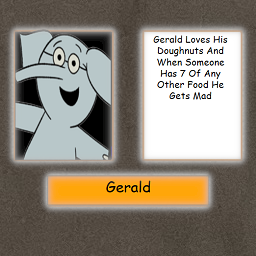 Gerald Loves His
Doughnuts And
When Someone
Has 7 Of Any
Other Food He
Gets Mad
Gerald